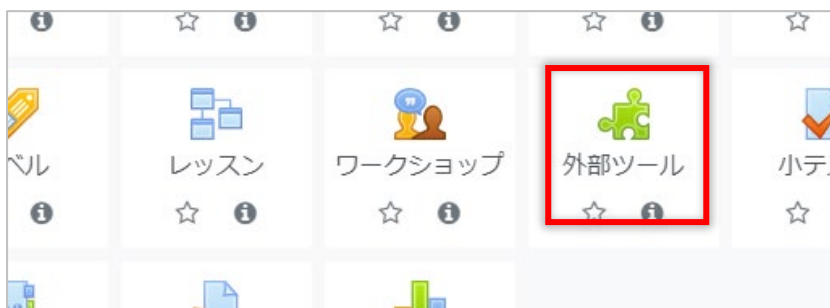 ベル
レッスン
ワークショップ
外部ツール
小テ